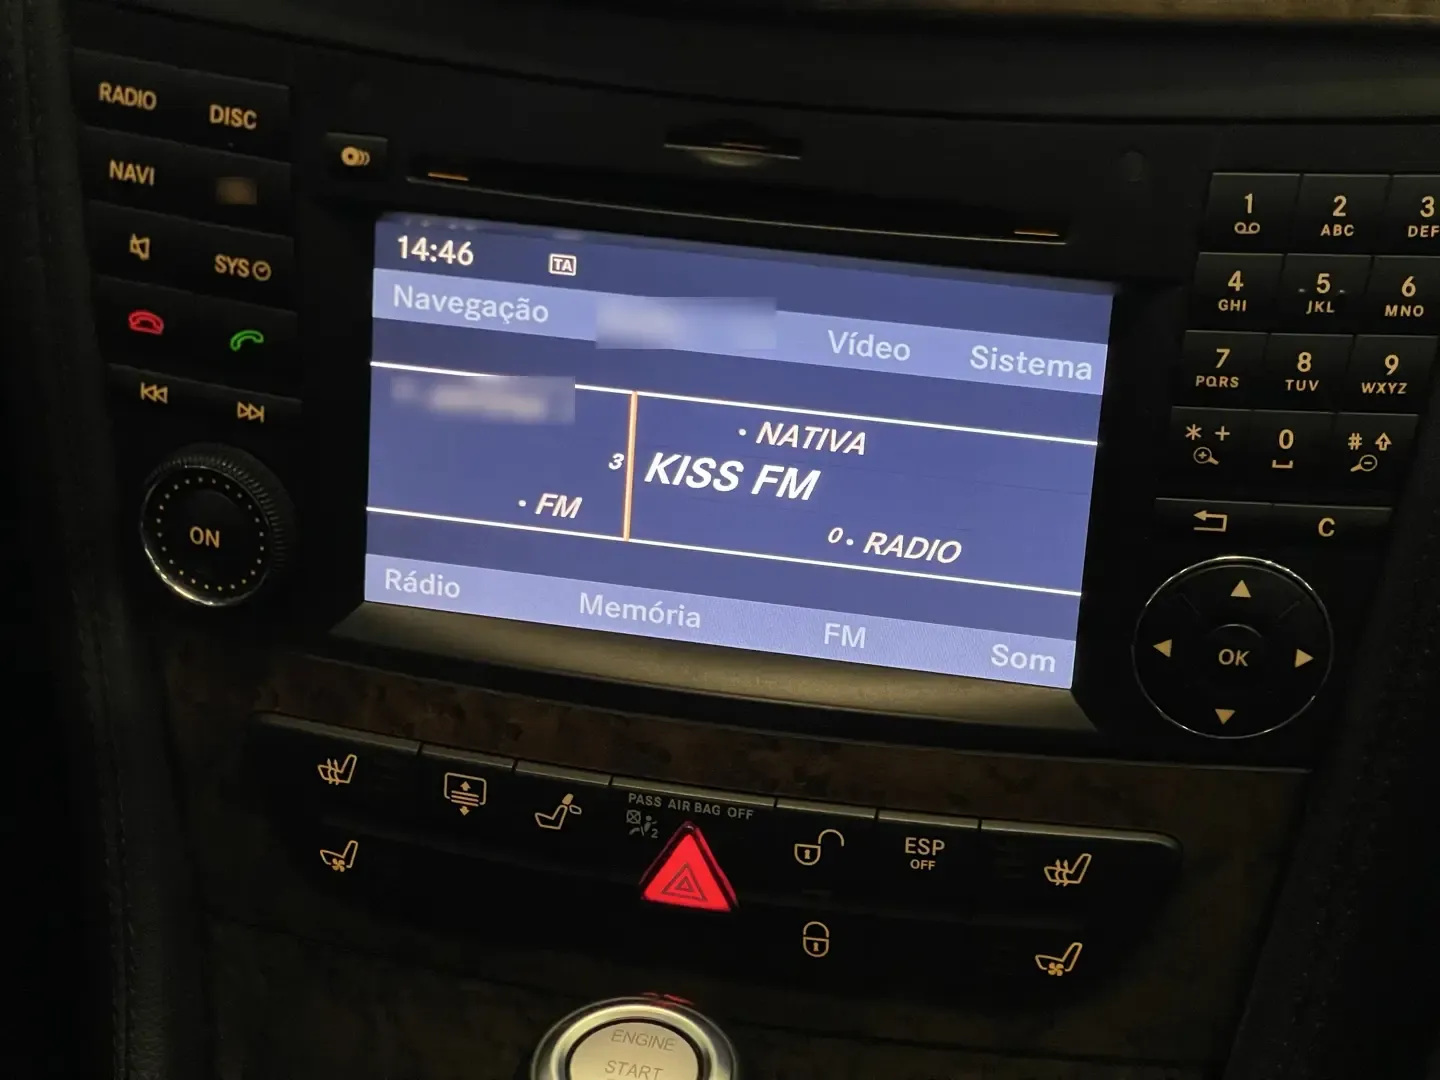 RADIO DISC
NAVI
SYS
ON
14:46 TA
Navegação Vídeo Sistema
· NATIVA
3 KISS FM
· FM
0 · RADIO
Rádio Memória FM Som
1 2 ABC 3 DEF
4 GHI 5 JKL 6 MNO
7 PQRS 8 TUV 9 WXYZ
* + 0 #
C
OK
PASS AIR BAG OFF
2
ESP
OFF
ENGINE
START